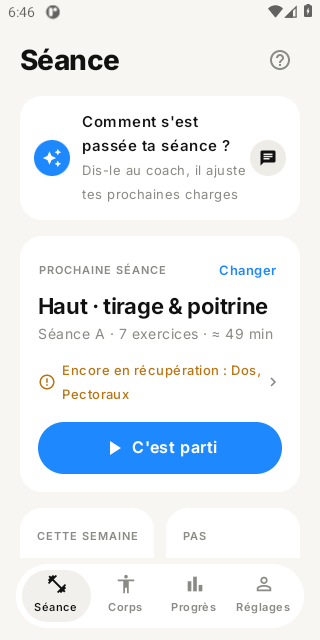 6:46
Séance
Comment s'est
passée ta séance ?
Dis-le au coach, il ajuste
tes prochaines charges
PROCHAINE SÉANCE
Changer
Haut · tirage & poitrine
Séance A · 7 exercices · ≈ 49 min
Encore en récupération : Dos,
Pectoraux
C'est parti
CETTE SEMAINE
PAS
Séance
Corps
Progrès
Réglages